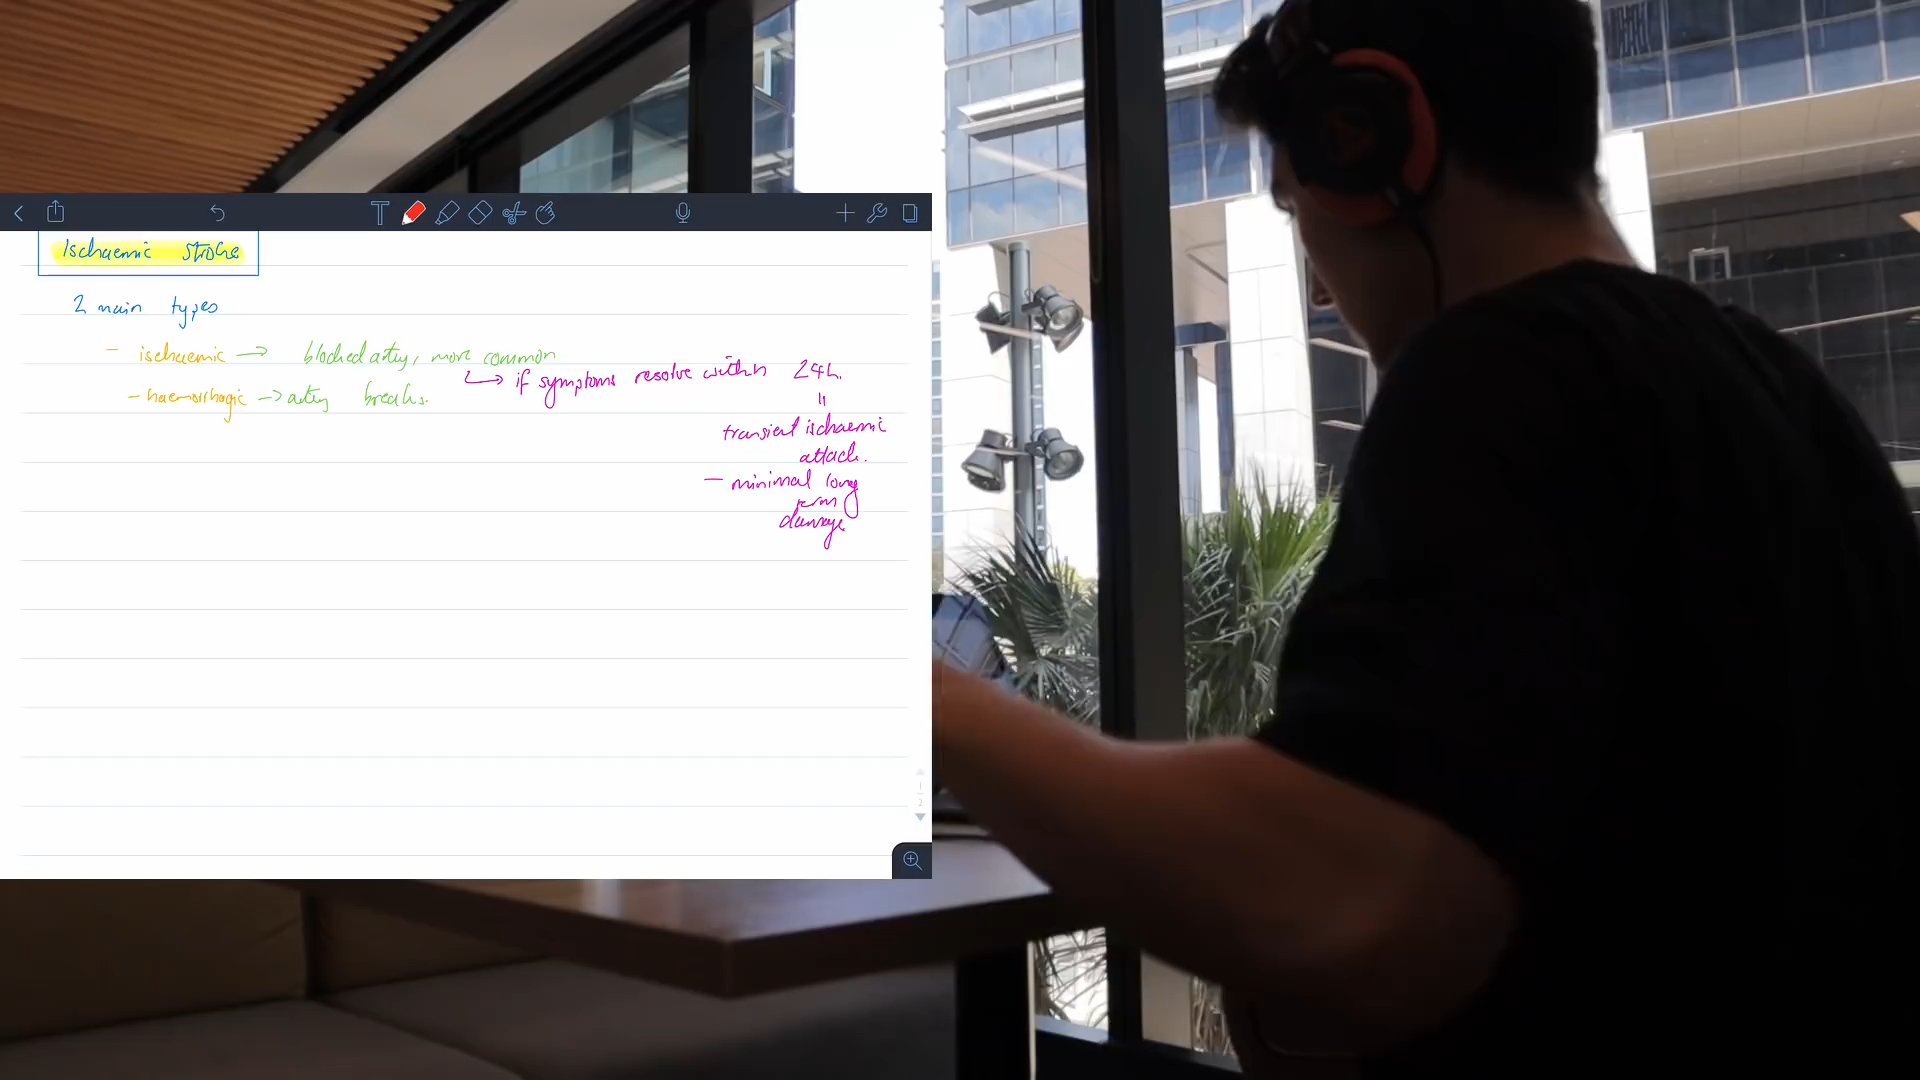 Ischaemic stroke
2 main types
- ischaemic → blocked artery, more common
↳ if symptoms resolve within 24h.
- haemorrhagic → artery breaks.
=
transient ischaemic
attack.
- minimal long
term
damage